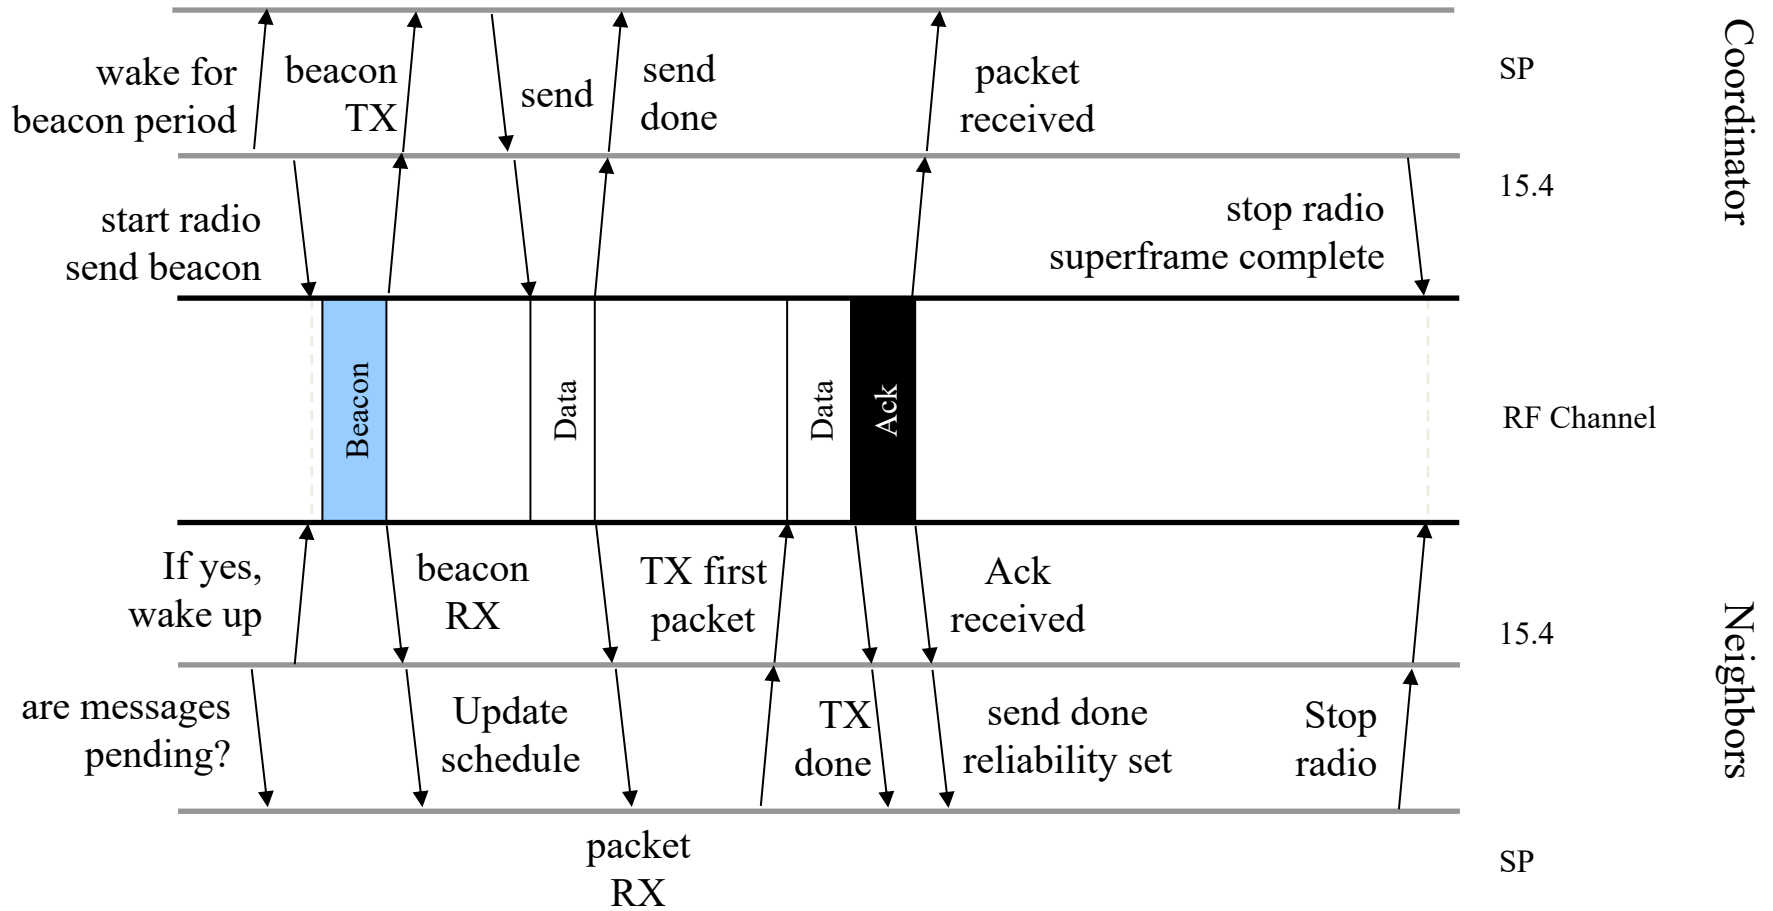 wake for
beacon period
beacon
TX
send
send
done
packet
received
SP
Coordinator
start radio
send beacon
stop radio
superframe complete
15.4
Beacon
Data
Data
Ack
RF Channel
If yes,
wake up
beacon
RX
TX first
packet
Ack
received
15.4
Neighbors
are messages
pending?
Update
schedule
TX
done
send done
reliability set
Stop
radio
packet
RX
SP